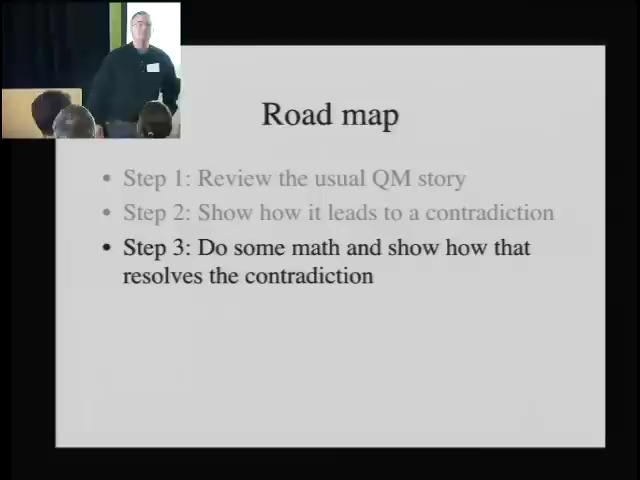 Road map
• Step 1: Review the usual QM story
• Step 2: Show how it leads to a contradiction
• Step 3: Do some math and show how that
resolves the contradiction